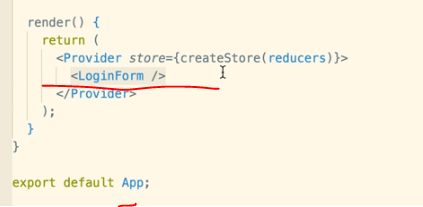 render() {
return (
<Provider store={createStore(reducers)}>
<LoginForm />
</Provider>
);
}
}
export default App;